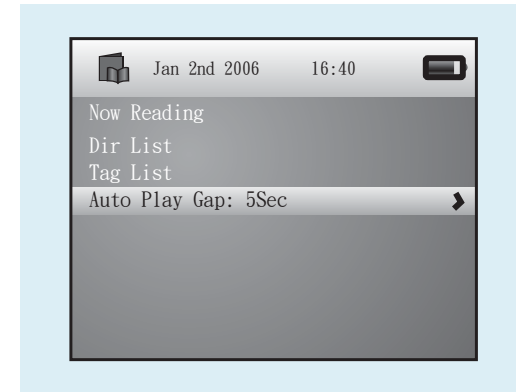 Jan 2nd 2006 16:40
Now Reading
Dir List
Tag List
Auto Play Gap: 5Sec